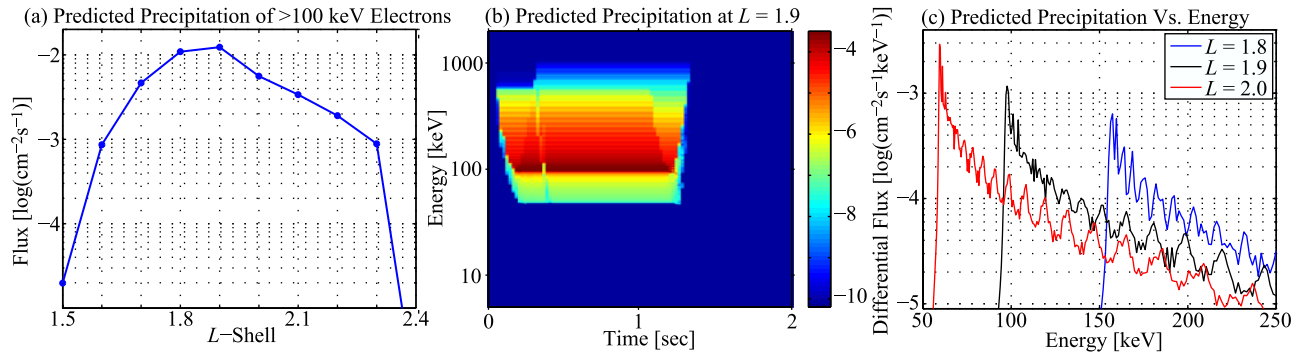 (a) Predicted Precipitation of >100 keV Electrons
Flux [log(cm−2s−1)]
−2
−3
−4
1.5
1.8
2.1
2.4
L−Shell
(b) Predicted Precipitation at L = 1.9
Energy [keV]
1000
100
10
0
1
2
Time [sec]
−4
−6
−8
−10
(c) Predicted Precipitation Vs. Energy
Differential Flux [log(cm−2s−1keV−1)]
−2
−3
−4
−5
50
100
150
200
250
Energy [keV]
L = 1.8
L = 1.9
L = 2.0